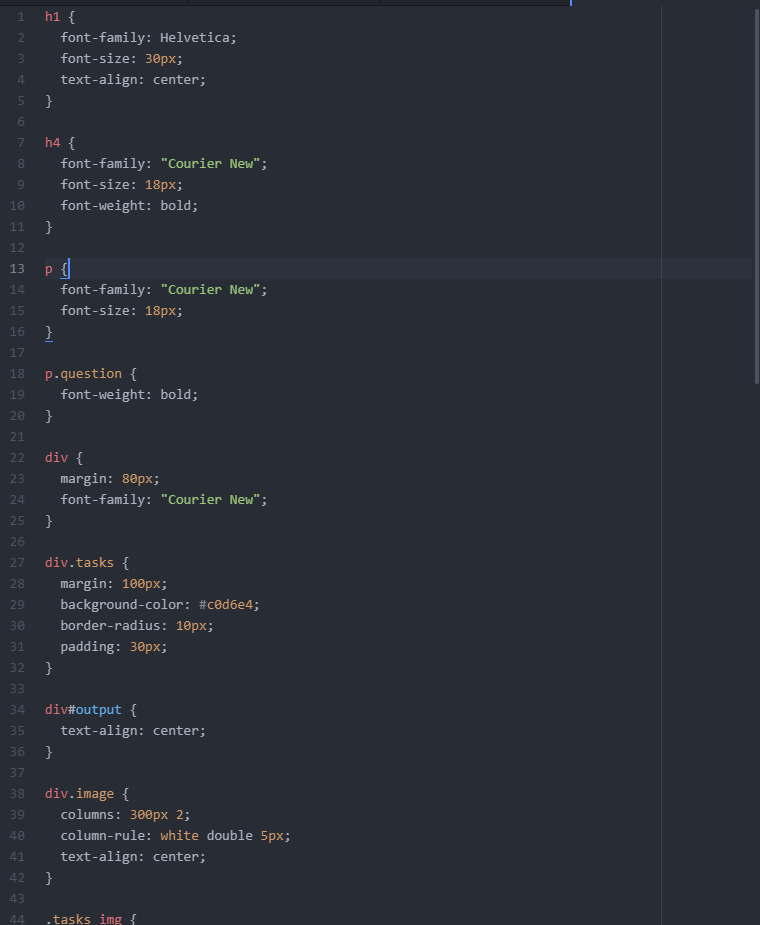 1 h1 {
2   font-family: Helvetica;
3   font-size: 30px;
4   text-align: center;
5 }
6
7 h4 {
8   font-family: "Courier New";
9   font-size: 18px;
10   font-weight: bold;
11 }
12
13 p {
14   font-family: "Courier New";
15   font-size: 18px;
16 }
17
18 p.question {
19   font-weight: bold;
20 }
21
22 div {
23   margin: 80px;
24   font-family: "Courier New";
25 }
26
27 div.tasks {
28   margin: 100px;
29   background-color: #c0d6e4;
30   border-radius: 10px;
31   padding: 30px;
32 }
33
34 div#output {
35   text-align: center;
36 }
37
38 div.image {
39   columns: 300px 2;
40   column-rule: white double 5px;
41   text-align: center;
42 }
43
44 .tasks img {